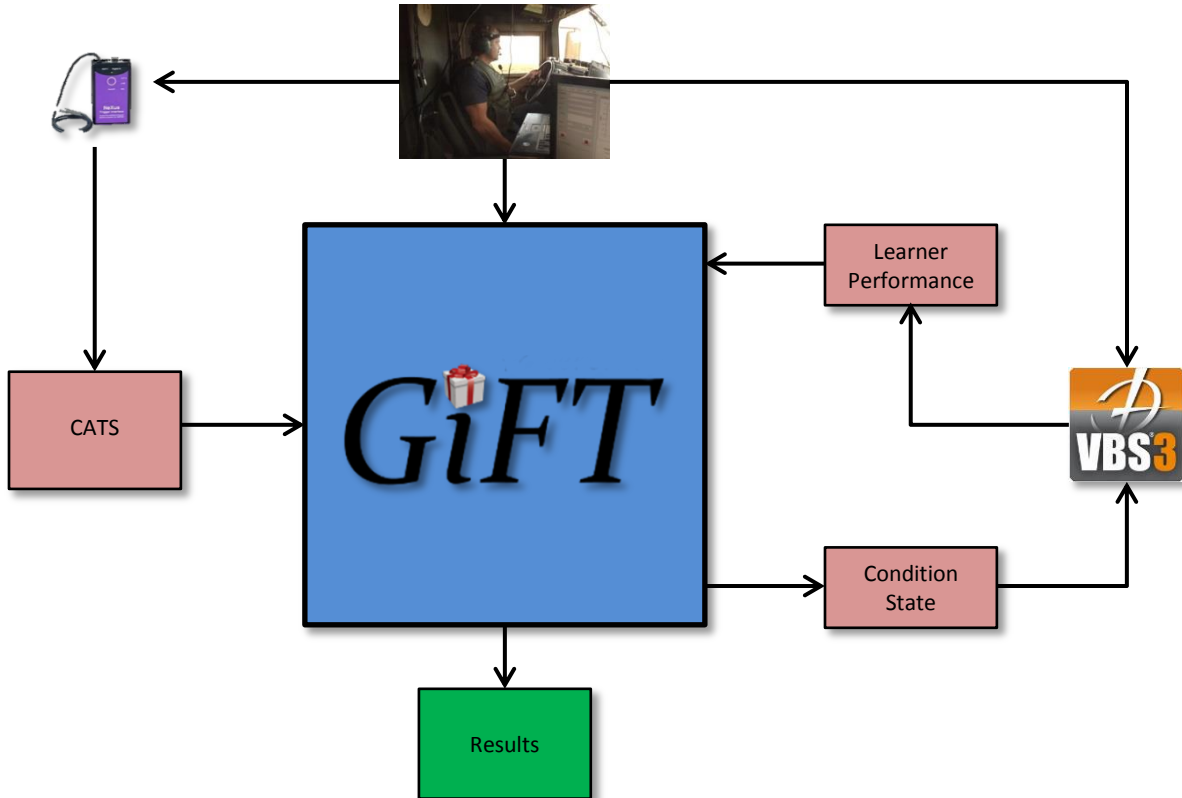 Learner
Performance
CATS
GiFT
VBS3
Condition
State
Results